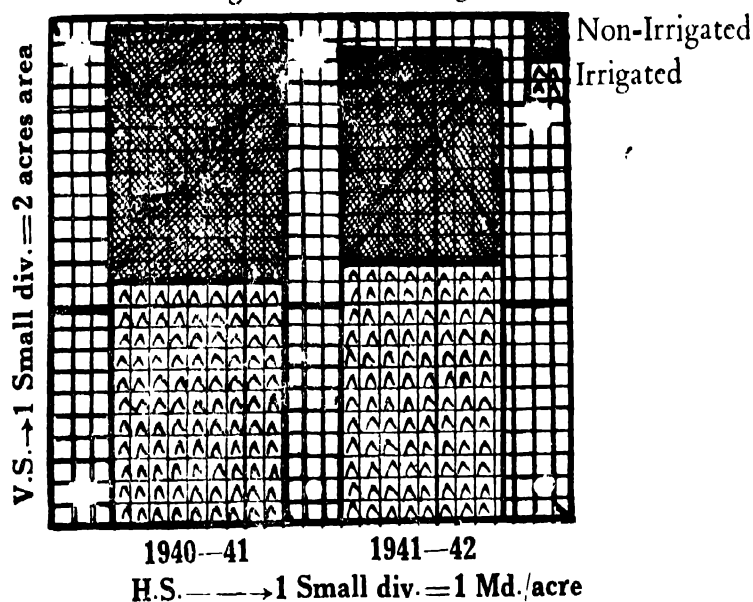 Non-Irrigated
Irrigated
V.S.→1 Small div.=2 acres area
1940—41 1941—42
H.S.——→1 Small div.=1 Md./acre